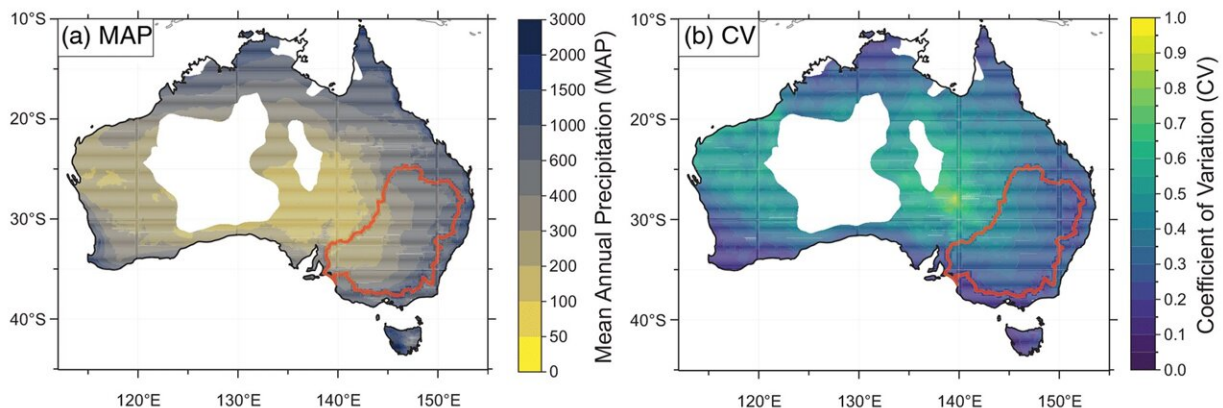 (a) MAP
10°S
20°S
30°S
40°S
120°E 130°E 140°E 150°E
3000
2000
1500
1000
600
400
300
200
100
50
0
Mean Annual Precipitation (MAP)
(b) CV
10°S
20°S
30°S
40°S
120°E 130°E 140°E 150°E
1.0
0.9
0.8
0.7
0.6
0.5
0.4
0.3
0.2
0.1
0.0
Coefficient of Variation (CV)